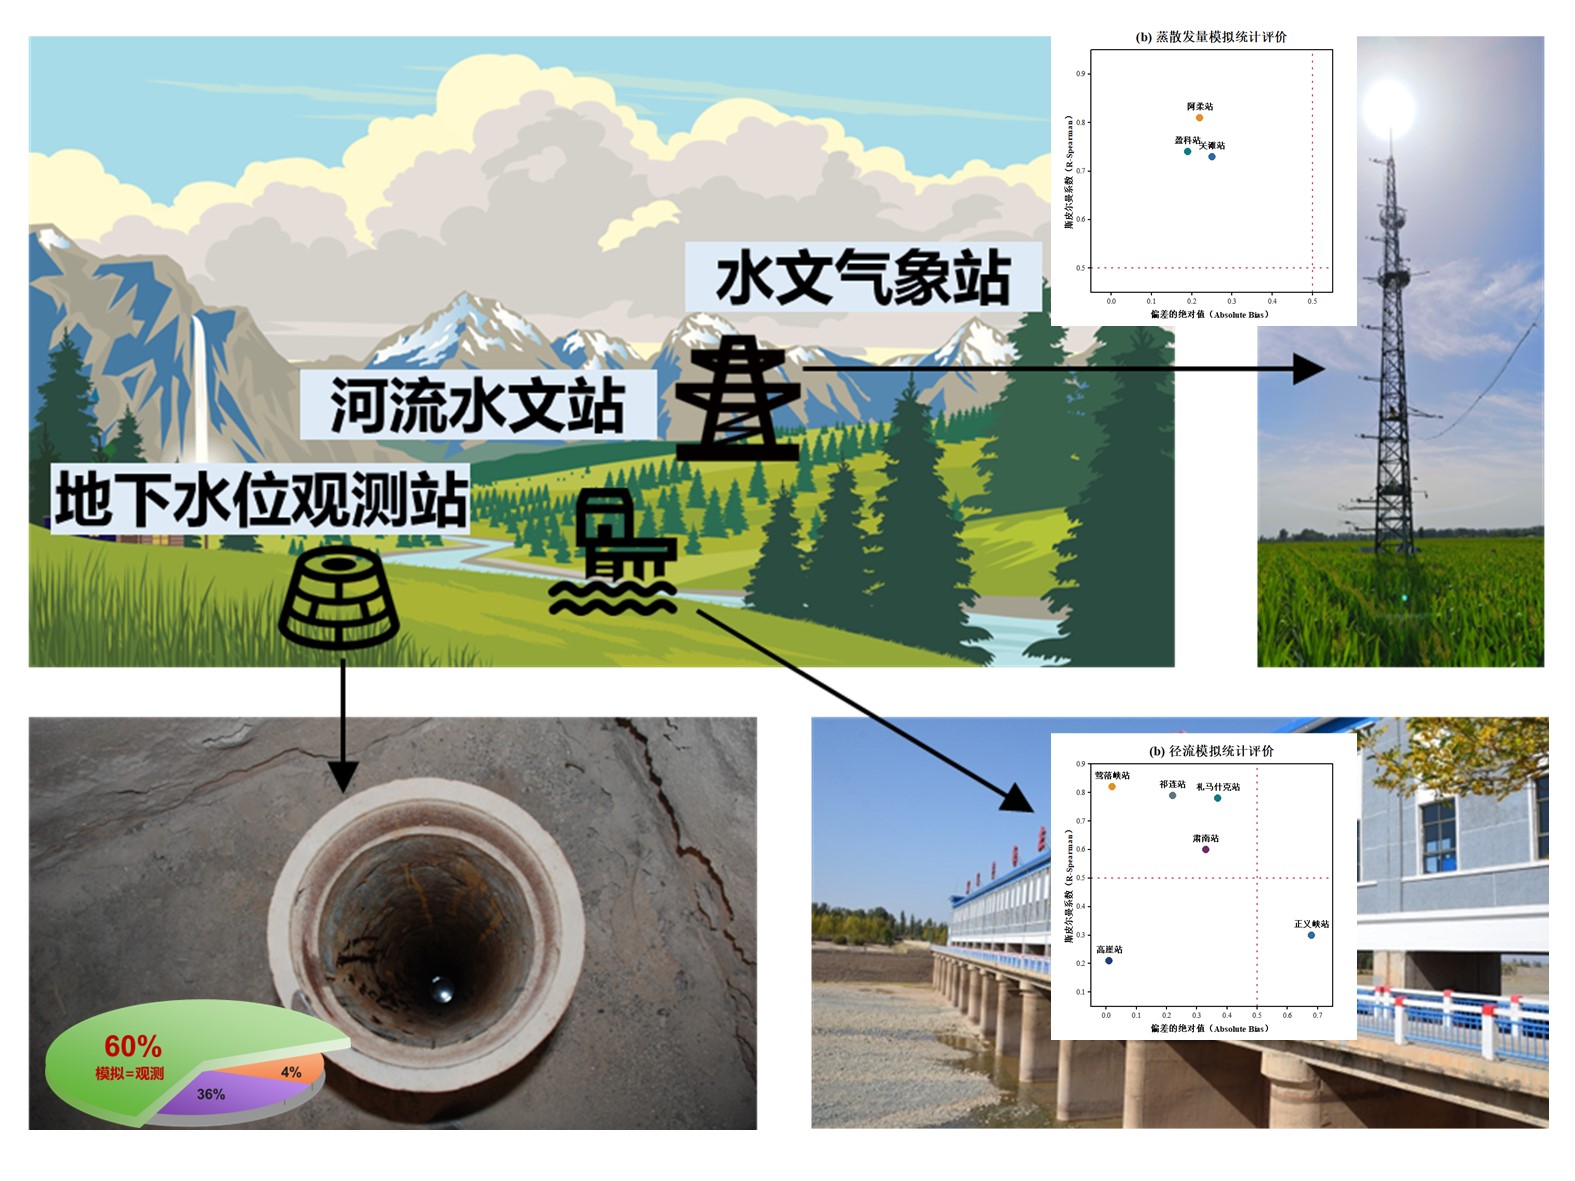 (b) 蒸散发量模拟统计评价
斯皮尔曼系数（R-Spearman）
0.9
0.8
0.7
0.6
0.5
阿柔站
盈科站
关滩站
0.0 0.1 0.2 0.3 0.4 0.5
偏差的绝对值（Absolute Bias）
水文气象站
河流水文站
地下水位观测站
(b) 径流模拟统计评价
斯皮尔曼系数（R-Spearman）
0.9
0.8
0.7
0.6
0.5
0.4
0.3
0.2
0.1
莺落峡站
祁连站
札马什克站
肃南站
正义峡站
高崖站
0.0 0.1 0.2 0.3 0.4 0.5 0.6 0.7
偏差的绝对值（Absolute Bias）
60%
模拟=观测
4%
36%